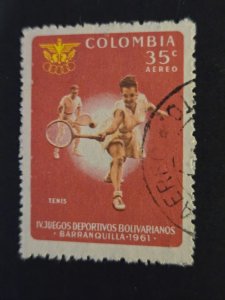 COLOMBIA
35c
AEREO
TENIS
IV. JUEGOS DEPORTIVOS BOLIVARIANOS
- BARRANQUILLA - 1961 -